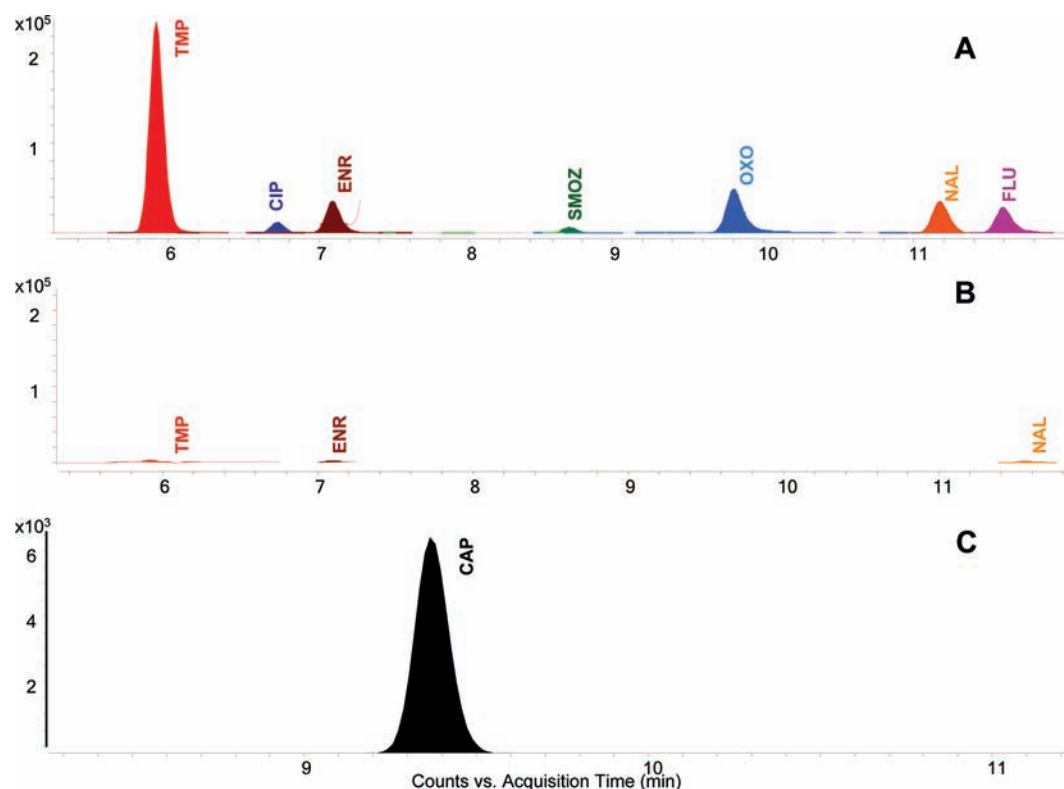 x10⁵
2
1
TMP
CIP
ENR
SMOZ
OXO
NAL
FLU
A
6 7 8 9 10 11
x10⁵
2
1
TMP
ENR
NAL
B
6 7 8 9 10 11
x10³
6
4
2
CAP
C
9 10 11
Counts vs. Acquisition Time (min)